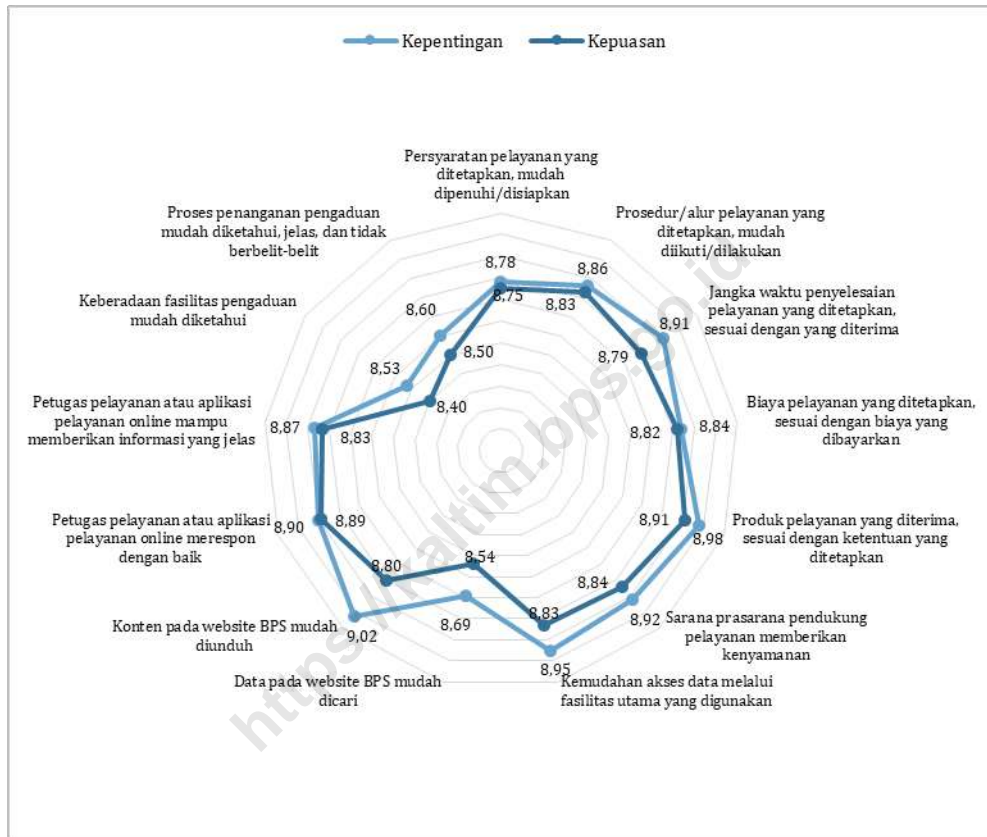 Kepentingan
Kepuasan
Persyaratan pelayanan yang
ditetapkan, mudah
dipenuhi/disiapkan
Prosedur/alur pelayanan yang
ditetapkan, mudah
diikuti/dilakukan
Jangka waktu penyelesaian
pelayanan yang ditetapkan,
sesuai dengan yang diterima
Biaya pelayanan yang ditetapkan,
sesuai dengan biaya yang
dibayarkan
Produk pelayanan yang diterima,
sesuai dengan ketentuan yang
ditetapkan
Sarana prasarana pendukung
pelayanan memberikan
kenyamanan
Kemudahan akses data melalui
fasilitas utama yang digunakan
Data pada website BPS mudah
dicari
Konten pada website BPS mudah
diunduh
Petugas pelayanan atau aplikasi
pelayanan online merespon
dengan baik
Petugas pelayanan atau aplikasi
pelayanan online mampu
memberikan informasi yang jelas
Keberadaan fasilitas pengaduan
mudah diketahui
Proses penanganan pengaduan
mudah diketahui, jelas, dan tidak
berbelit-belit
8,78
8,86
8,91
8,84
8,98
8,92
8,95
8,69
9,02
8,90
8,87
8,53
8,60
8,75
8,83
8,79
8,82
8,91
8,84
8,83
8,54
8,80
8,89
8,83
8,40
8,50
https://kaltim.bps.go.id